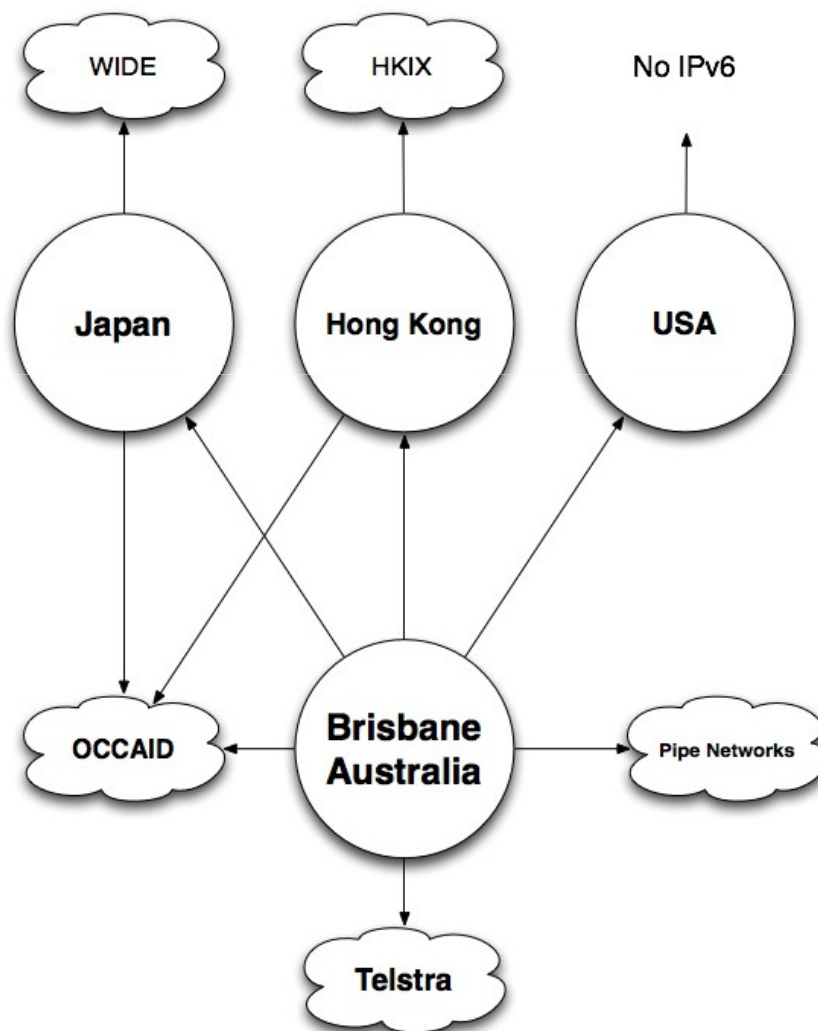 WIDE
HKIX
No IPv6
Japan
Hong Kong
USA
OCCAID
Brisbane
Australia
Pipe Networks
Telstra